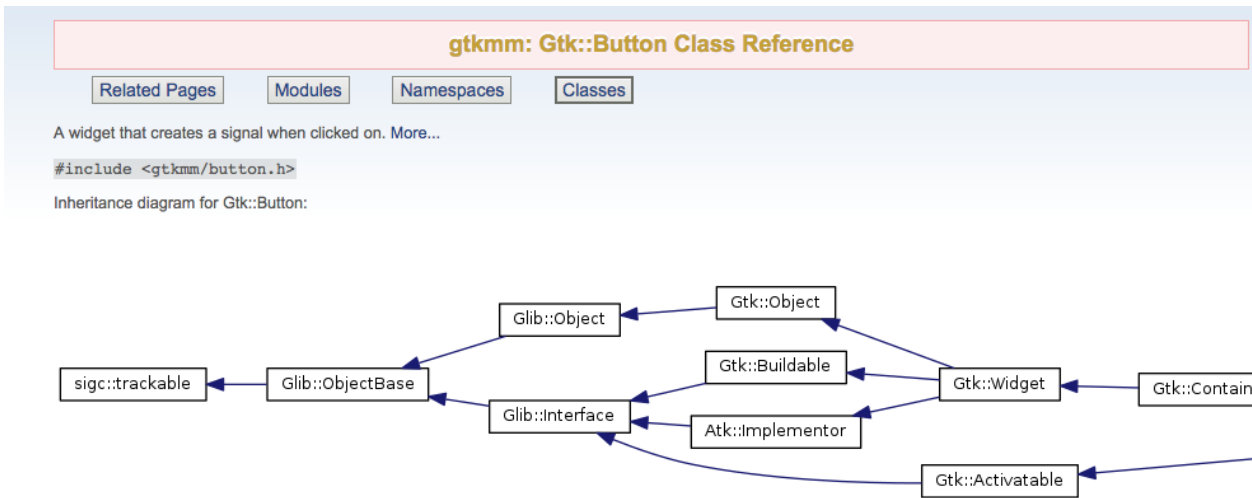 gtkmm: Gtk::Button Class Reference
Related Pages Modules Namespaces Classes
A widget that creates a signal when clicked on. More...
#include <gtkmm/button.h>
Inheritance diagram for Gtk::Button:
Gtk::Object
Glib::Object
Gtk::Buildable
sigc::trackable Glib::ObjectBase Gtk::Widget Gtk::Contain
Glib::Interface
Atk::Implementor
Gtk::Activatable